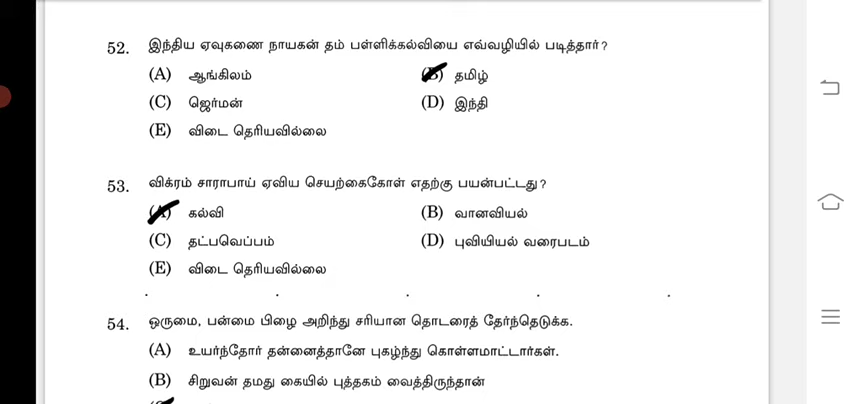 52. இந்திய ஏவுகணை நாயகன் தம் பள்ளிக்கல்வியை எவ்வழியில் படித்தார்?
(A) ஆங்கிலம் (B) தமிழ்
(C) ஜெர்மன் (D) இந்தி
(E) விடை தெரியவில்லை
53. விக்ரம் சாராபாய் ஏவிய செயற்கைகோள் எதற்கு பயன்பட்டது?
(A) கல்வி (B) வானவியல்
(C) தட்பவெப்பம் (D) புவியியல் வரைபடம்
(E) விடை தெரியவில்லை
54. ஒருமை, பன்மை பிழை அறிந்து சரியான தொடரைத் தேர்ந்தெடுக்க.
(A) உயர்ந்தோர் தன்னைத்தானே புகழ்ந்து கொள்ளமாட்டார்கள்.
(B) சிறுவன் தமது கையில் புத்தகம் வைத்திருந்தான்